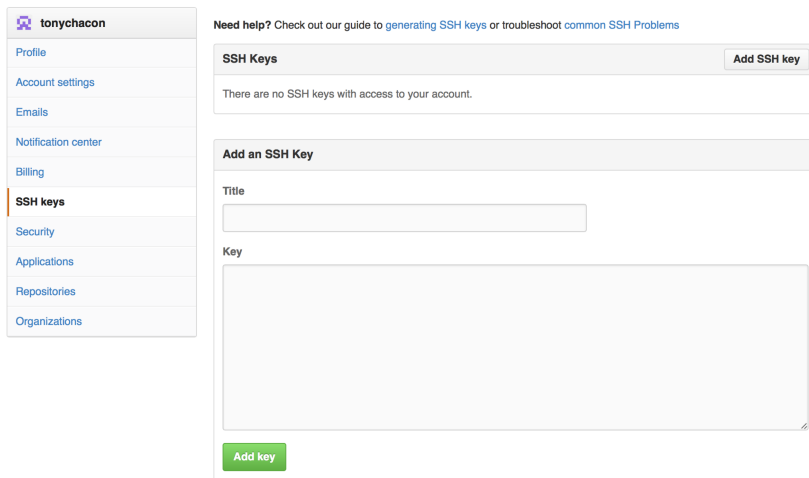 tonychacon
Profile
Account settings
Emails
Notification center
Billing
SSH keys
Security
Applications
Repositories
Organizations
Need help? Check out our guide to generating SSH keys or troubleshoot common SSH Problems
SSH Keys
Add SSH key
There are no SSH keys with access to your account.
Add an SSH Key
Title
Key
Add key